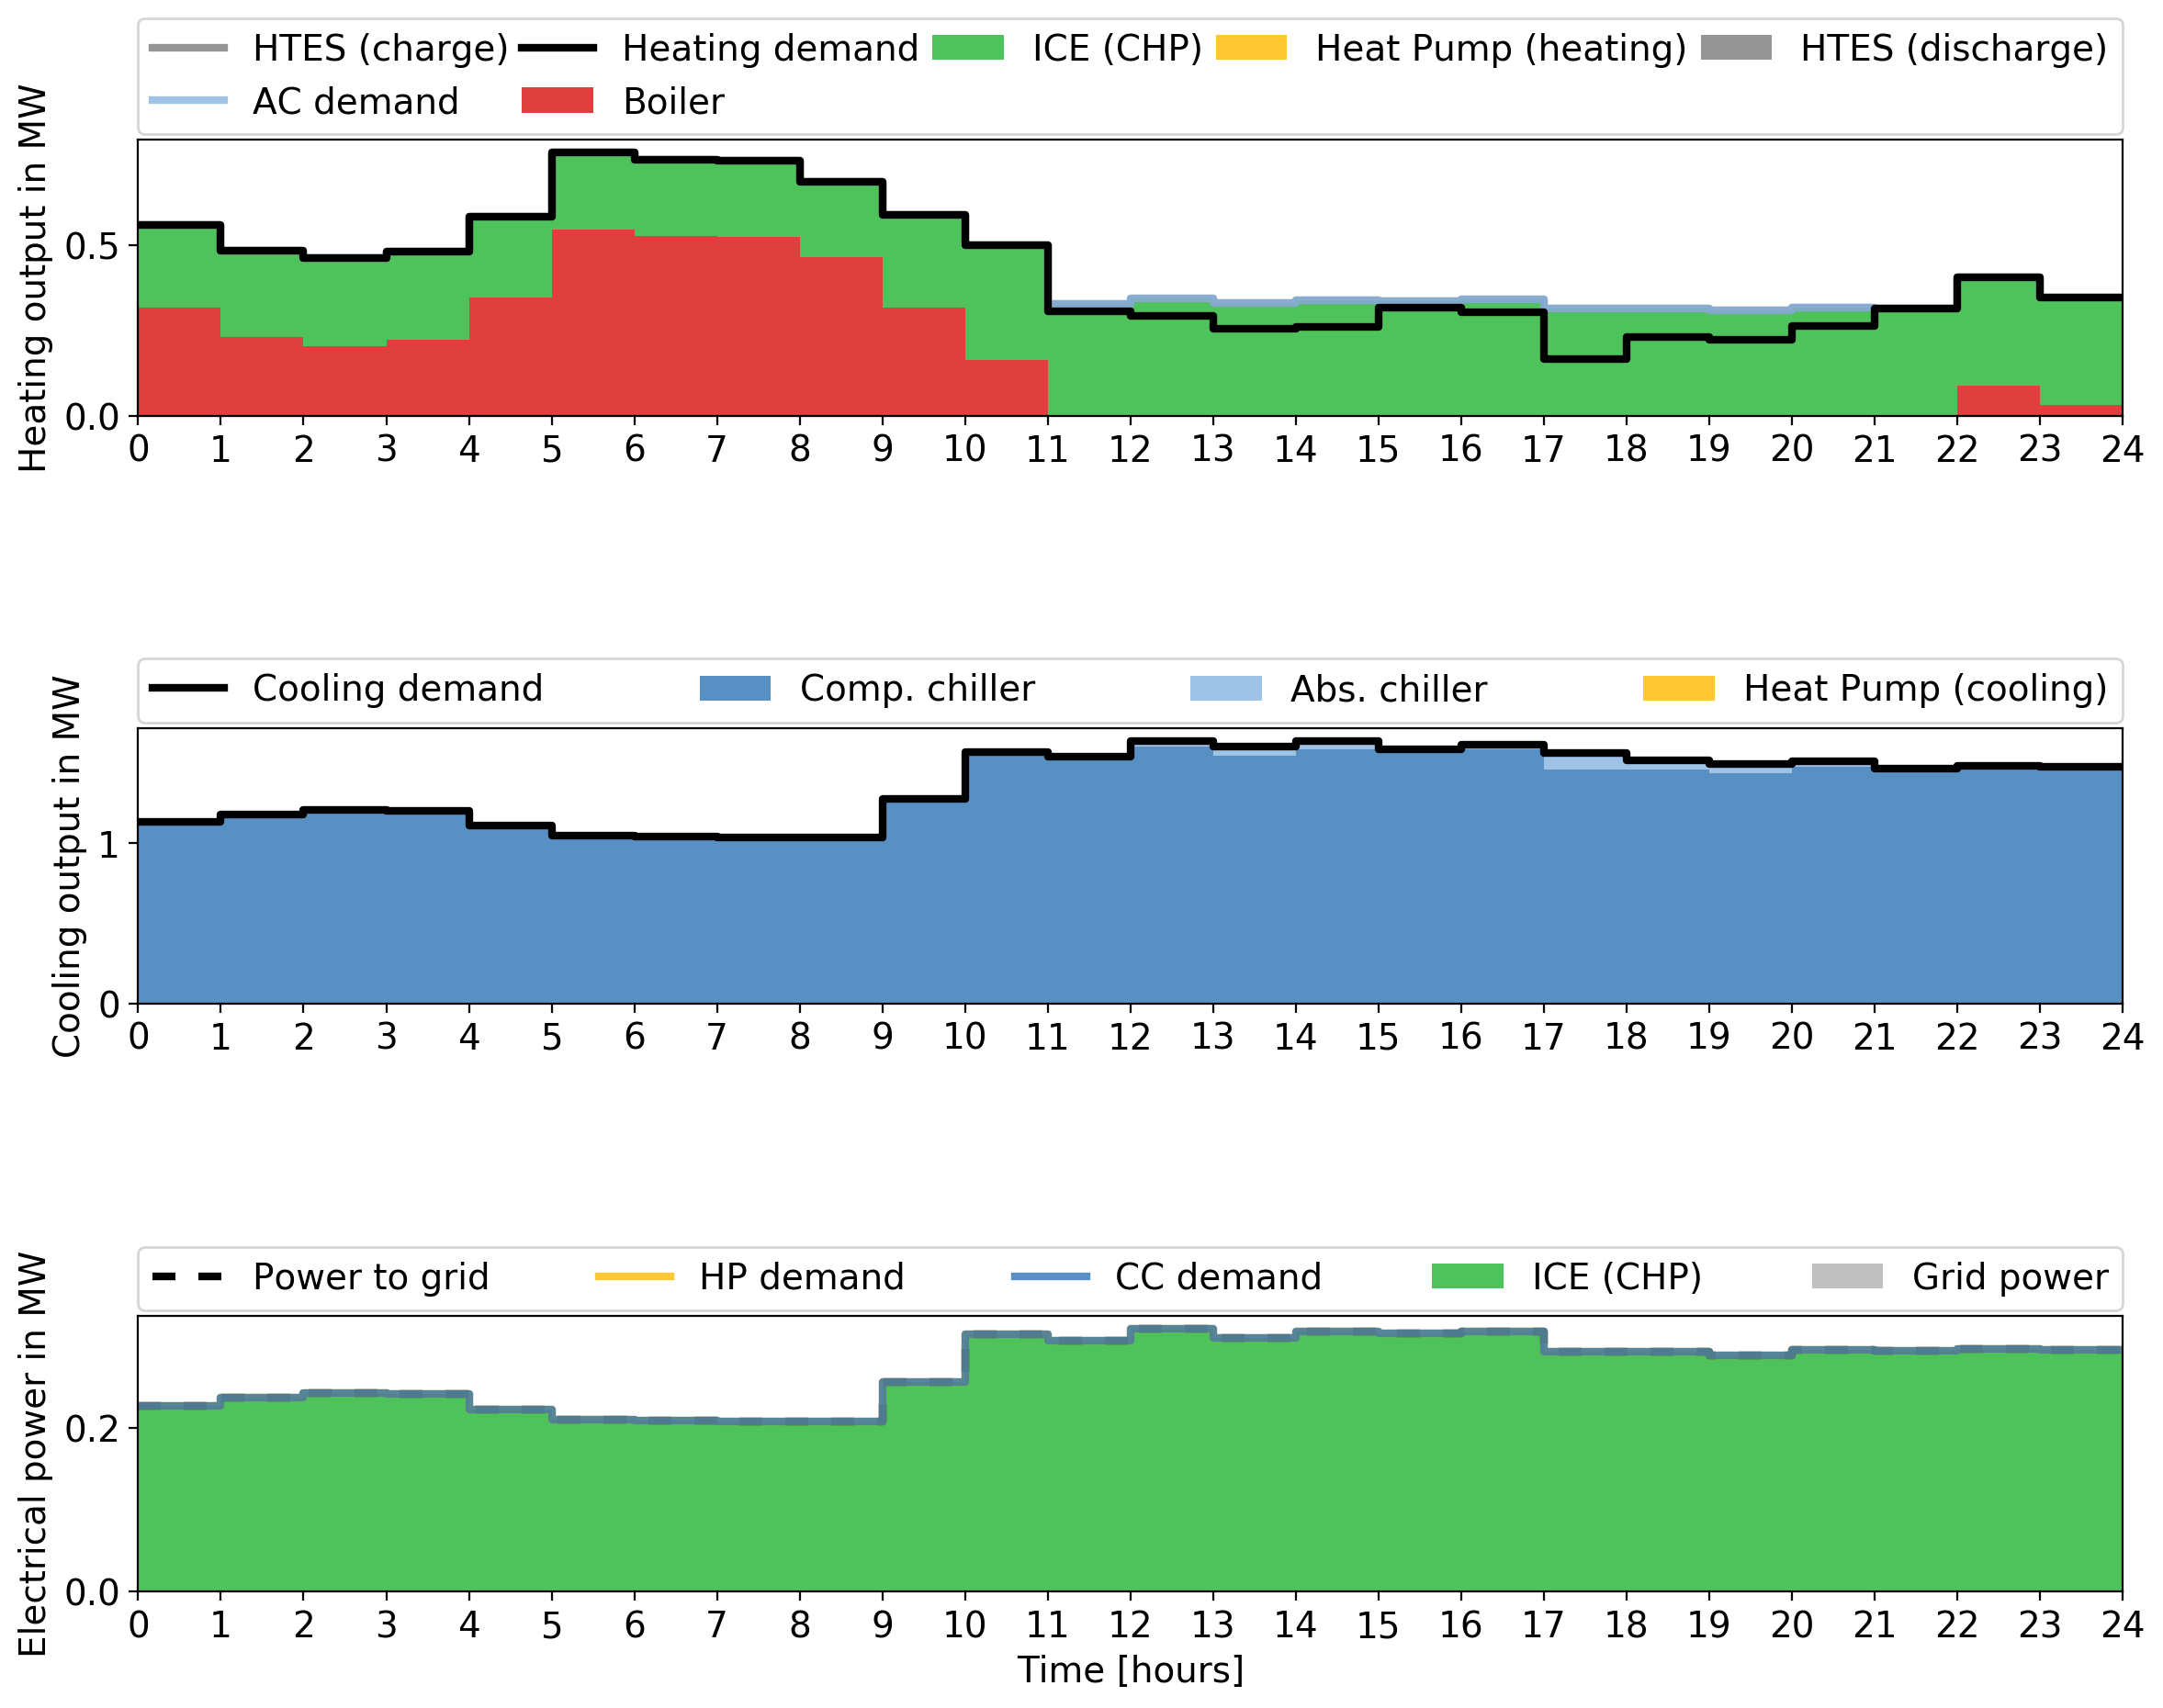 HTES (charge) Heating demand ICE (CHP) Heat Pump (heating) HTES (discharge)
AC demand Boiler
Heating output in MW
0.5
0.0
0 1 2 3 4 5 6 7 8 9 10 11 12 13 14 15 16 17 18 19 20 21 22 23 24
Cooling demand Comp. chiller Abs. chiller Heat Pump (cooling)
Cooling output in MW
1
0
0 1 2 3 4 5 6 7 8 9 10 11 12 13 14 15 16 17 18 19 20 21 22 23 24
Power to grid HP demand CC demand ICE (CHP) Grid power
Electrical power in MW
0.2
0.0
0 1 2 3 4 5 6 7 8 9 10 11 12 13 14 15 16 17 18 19 20 21 22 23 24
Time [hours]